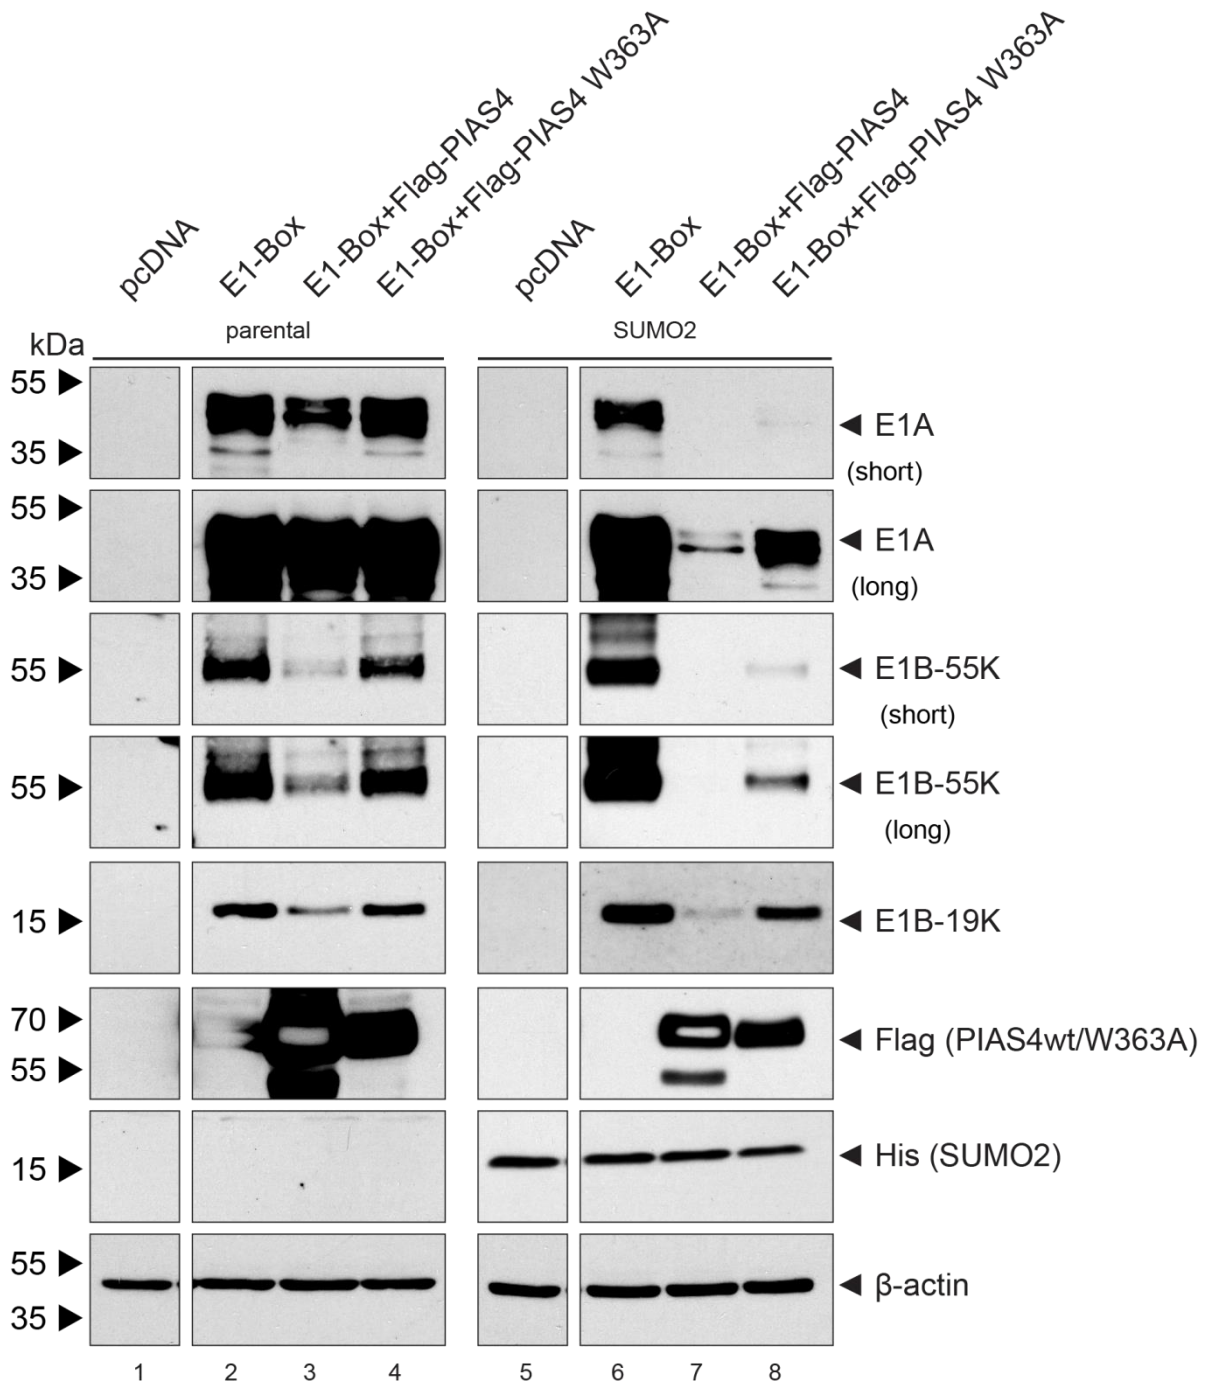 pcDNA
E1-Box
E1-Box+Flag-PIAS4
E1-Box+Flag-PIAS4 W363A
pcDNA
E1-Box
E1-Box+Flag-PIAS4
E1-Box+Flag-PIAS4 W363A
parental
SUMO2
kDa
55
35
E1A
(short)
55
35
E1A
(long)
55
E1B-55K
(short)
55
E1B-55K
(long)
15
E1B-19K
70
55
Flag (PIAS4wt/W363A)
15
His (SUMO2)
55
35
β-actin
1 2 3 4 5 6 7 8